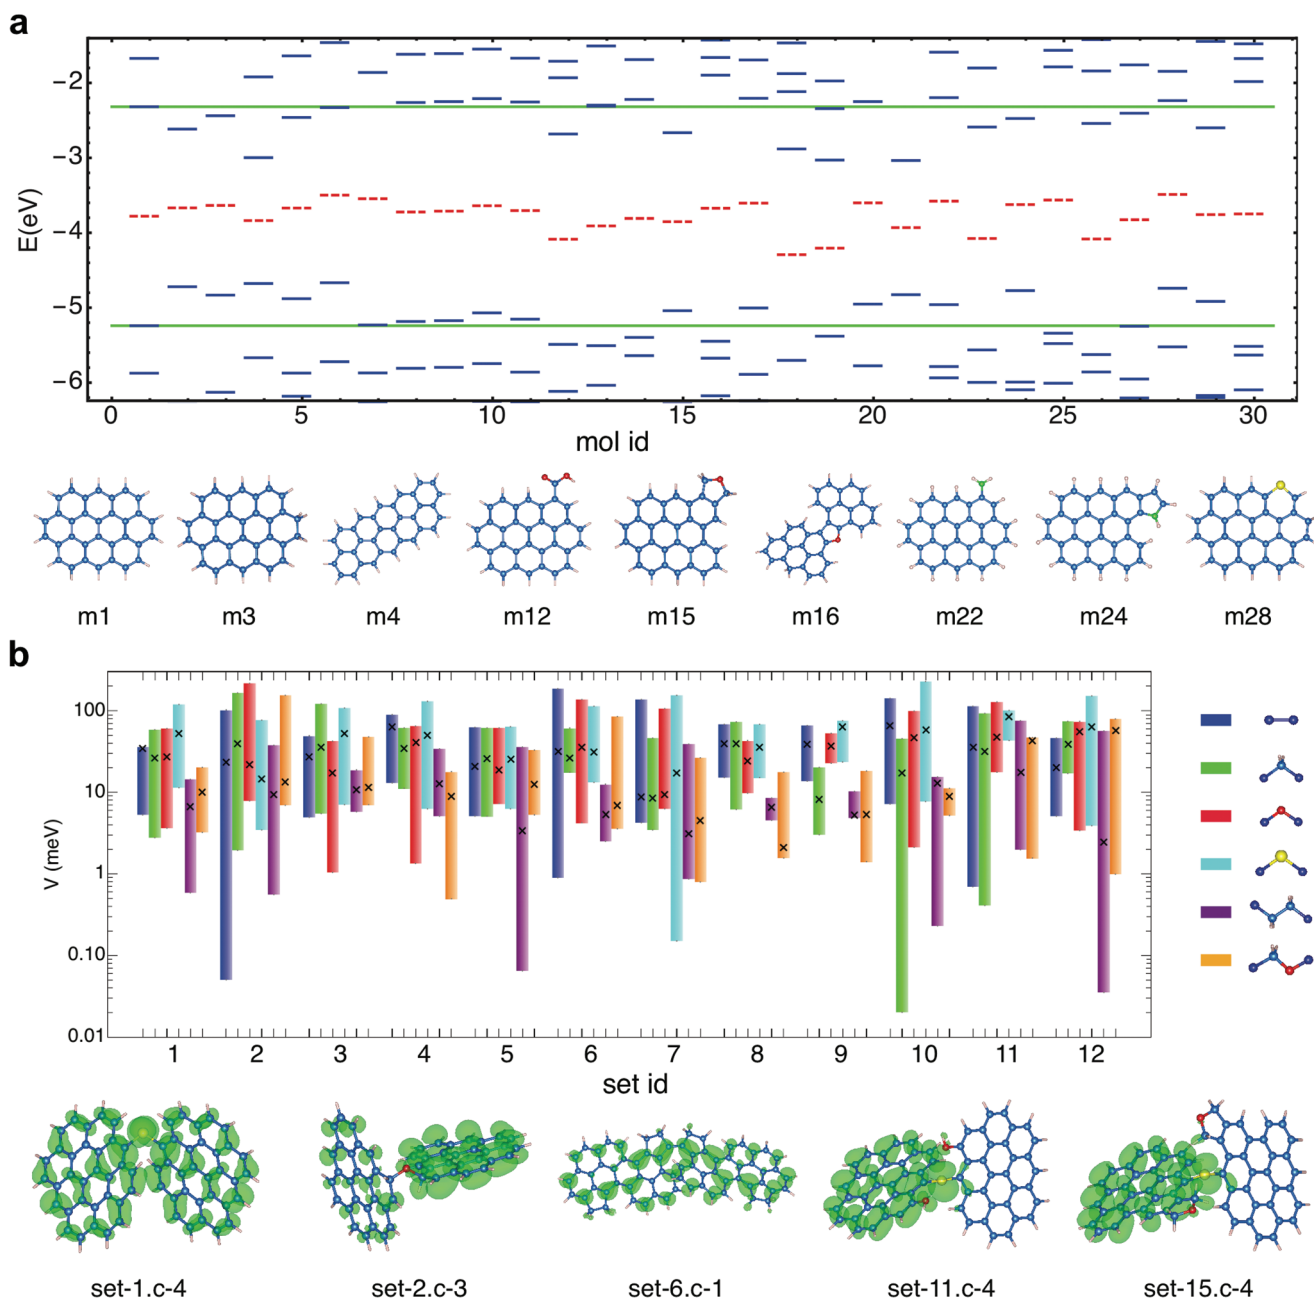 a
E(eV)
−2
−3
−4
−5
−6
0 5 10 15 20 25 30
mol id
m1 m3 m4 m12 m15 m16 m22 m24 m28
b
V (meV)
100
10
1
0.10
0.01
1 2 3 4 5 6 7 8 9 10 11 12
set id
set-1.c-4 set-2.c-3 set-6.c-1 set-11.c-4 set-15.c-4